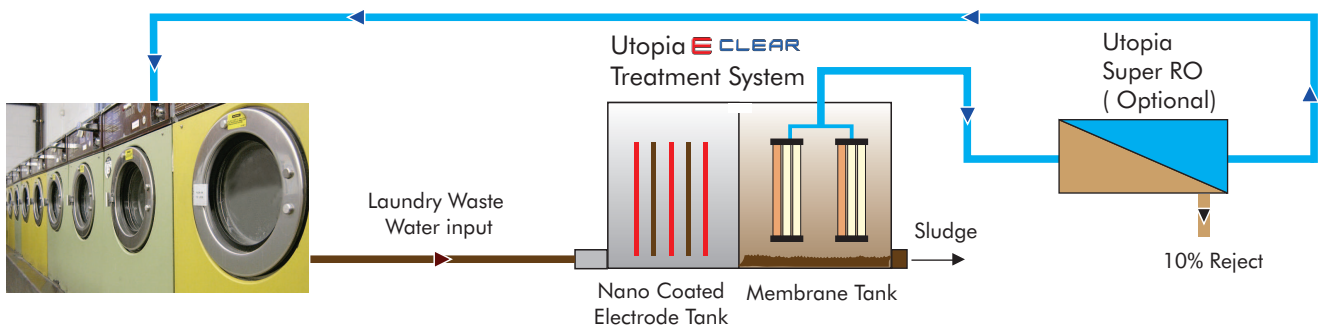 Utopia E CLEAR
Treatment System
Utopia
Super RO
( Optional)
Laundry Waste
Water input
Sludge
10% Reject
Nano Coated
Electrode Tank
Membrane Tank